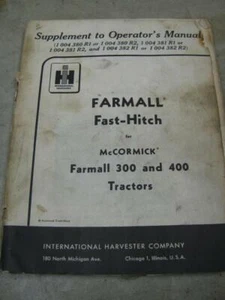 Supplement to Operator's Manual
(1 004 380 R1 or 1 004 380 R2, 1 004 381 R1
or 1 004 381 R2, and 1 004 382 R1 or 1 004 382 R2)
IH
FARMALL
Fast-Hitch
for
McCORMICK
Farmall 300 and 400
Tractors
INTERNATIONAL HARVESTER COMPANY
180 North Michigan Ave. Chicago 1, Illinois, U.S.A.